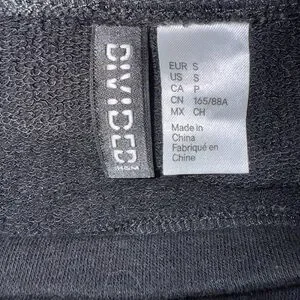 DIVIDED
H&M
EUR S
US S
CA P
CN 165/88A
MX CH
Made in
China
Fabriqué en
Chine